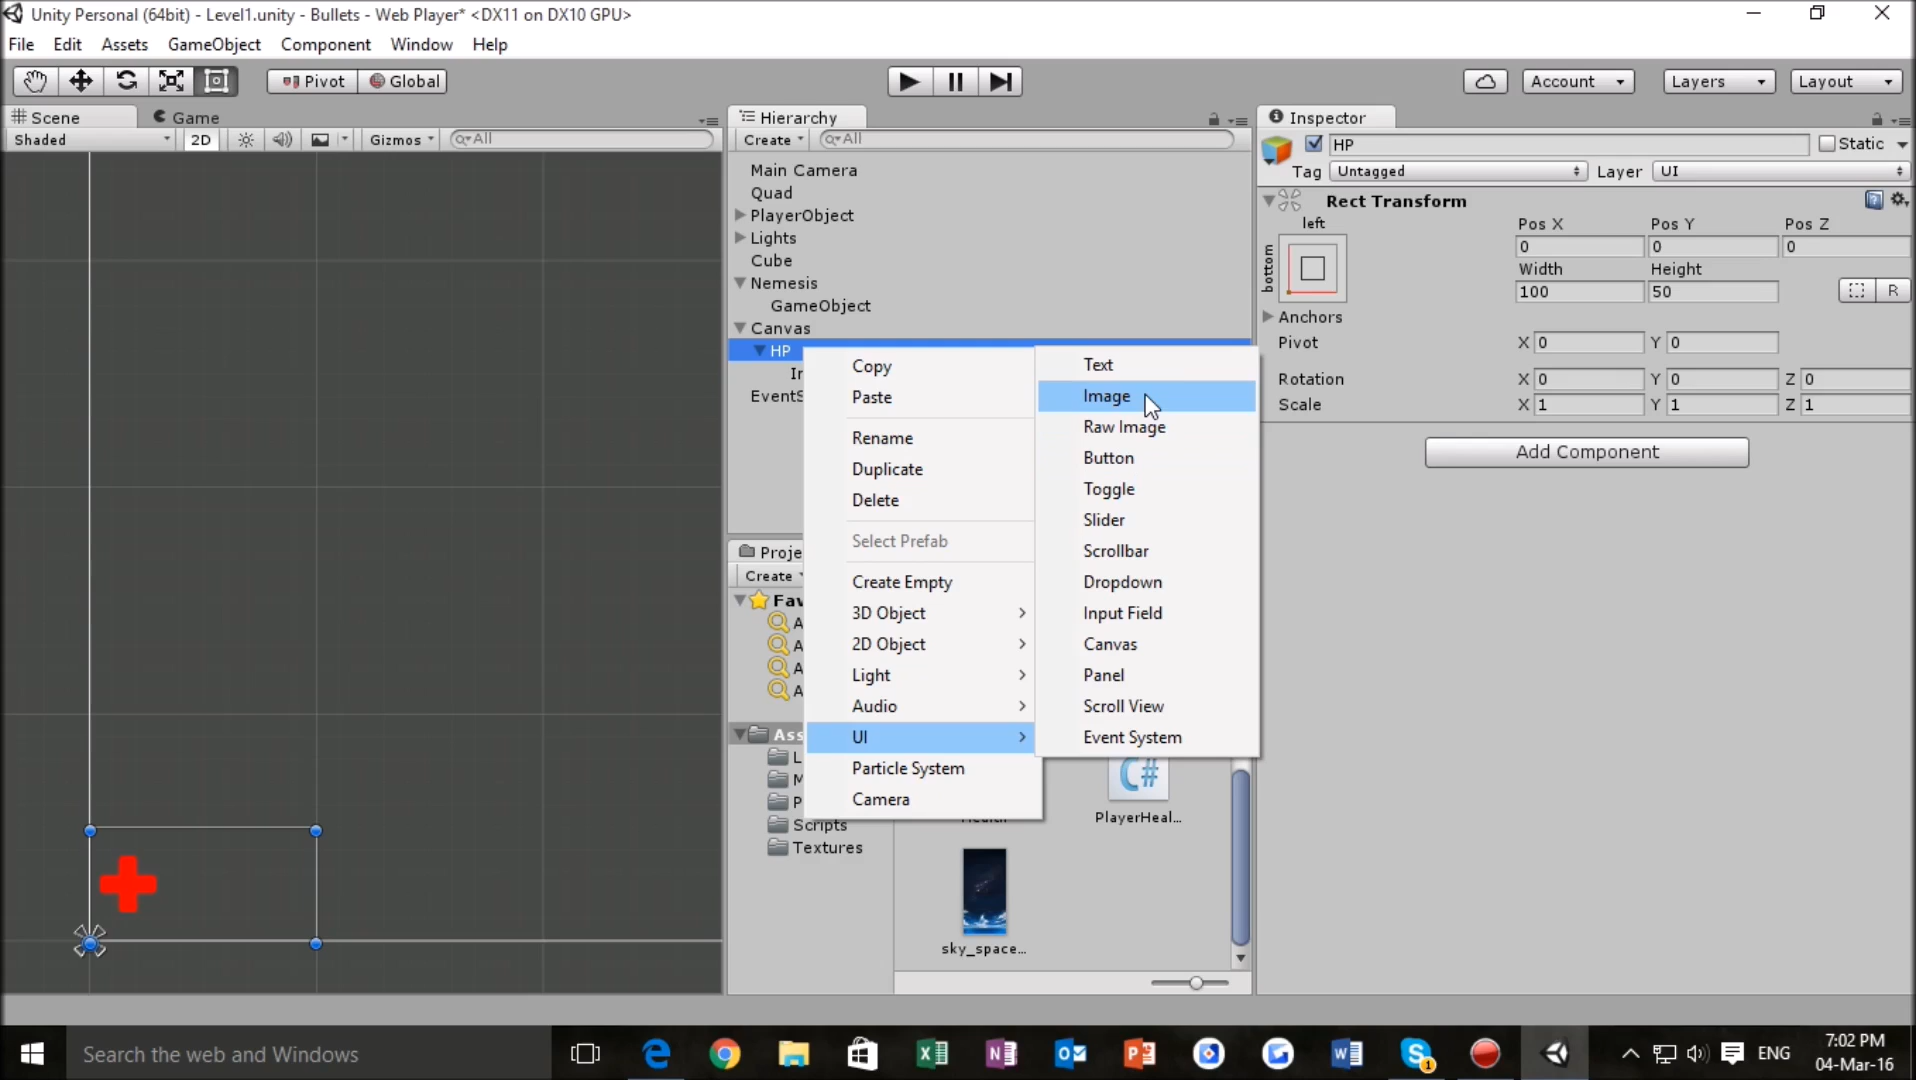 Unity Personal (64bit) - Level1.unity - Bullets - Web Player* <DX11 on DX10 GPU>
File Edit Assets GameObject Component Window Help
Pivot Global Account Layers Layout
Scene Game
Shaded 2D Gizmos All
Hierarchy
Create All
Main Camera
Quad
PlayerObject
Lights
Cube
Nemesis
GameObject
Canvas
HP
Copy
Paste
Rename
Duplicate
Delete
Select Prefab
Create Empty
3D Object
2D Object
Light
Audio
UI
Particle System
Camera
Text
Image
Raw Image
Button
Toggle
Slider
Scrollbar
Dropdown
Input Field
Canvas
Panel
Scroll View
Event System
Create
Scripts
Textures
PlayerHeal...
sky_space...
Inspector
HP Static
Tag Untagged Layer UI
Rect Transform
left Pos X Pos Y Pos Z
bottom 0 0 0
Width Height
100 50 R
Anchors
Pivot X 0 Y 0
Rotation X 0 Y 0 Z 0
Scale X 1 Y 1 Z 1
Add Component
Search the web and Windows
ENG
7:02 PM
04-Mar-16